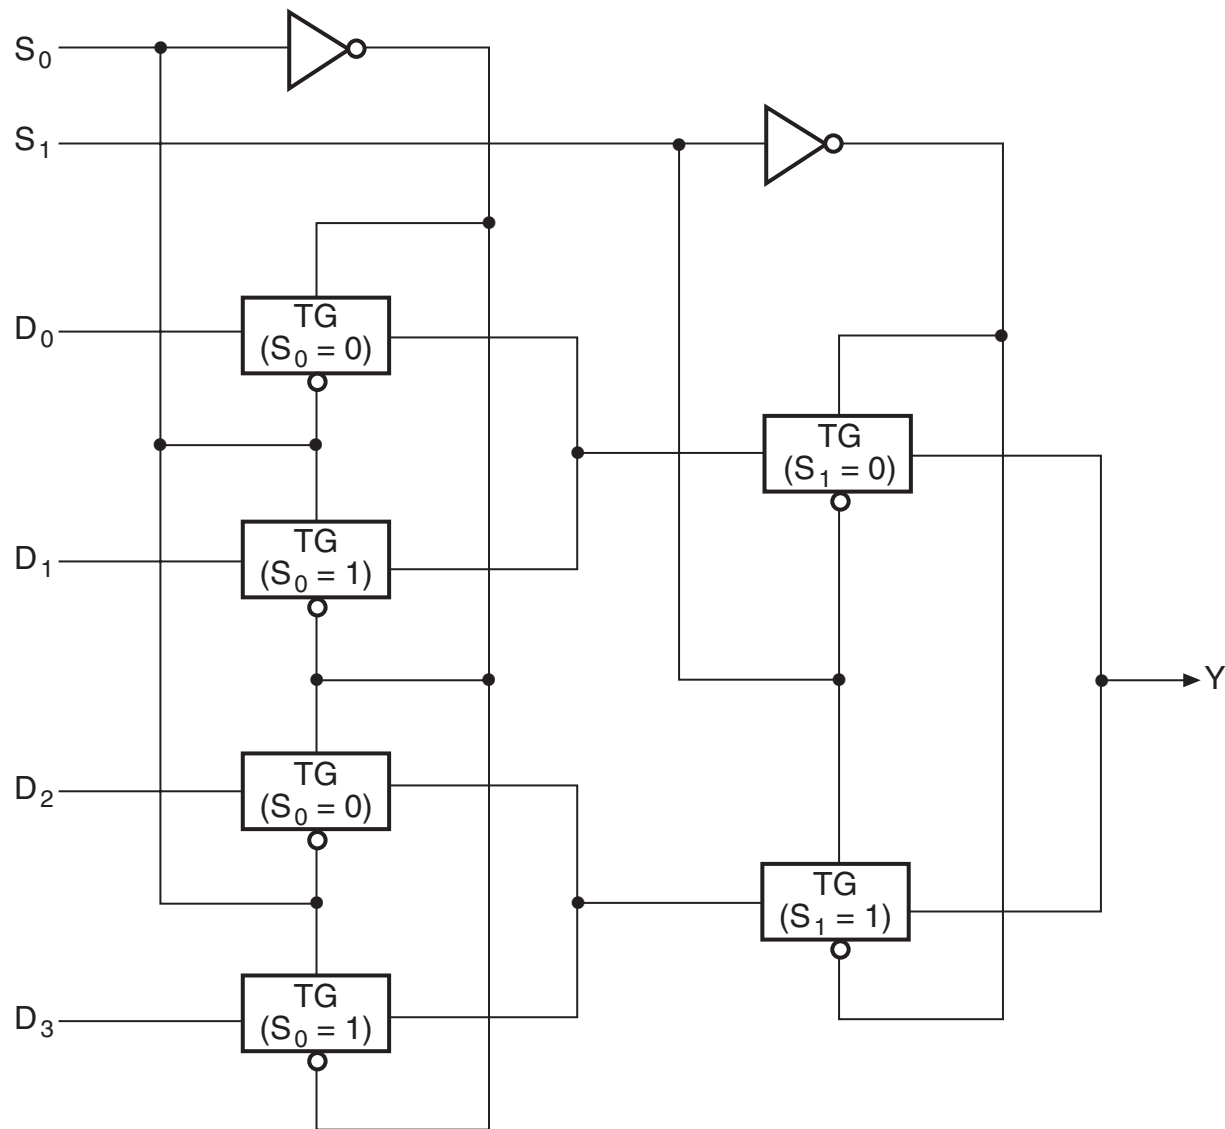 S0
S1
D0
TG
(S0 = 0)
TG
(S1 = 0)
D1
TG
(S0 = 1)
Y
D2
TG
(S0 = 0)
TG
(S1 = 1)
D3
TG
(S0 = 1)